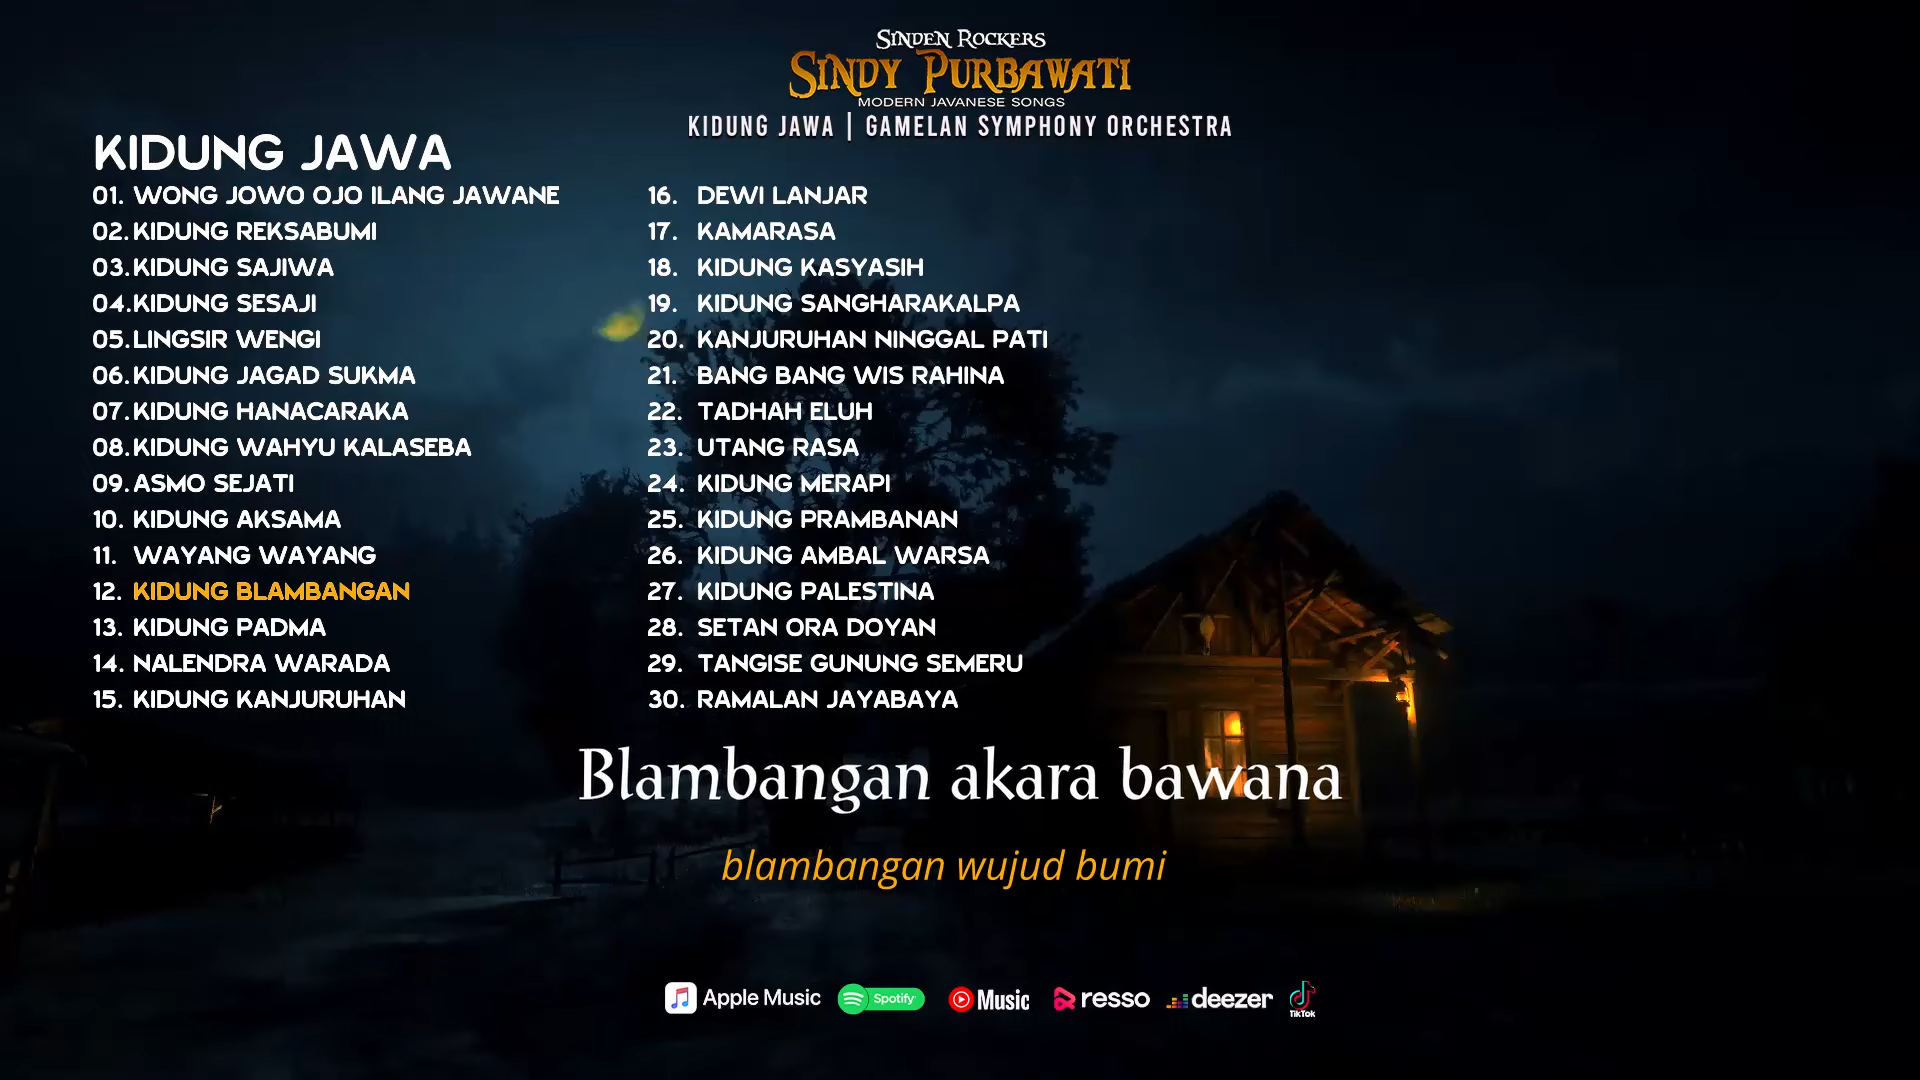 SINDEN ROCKERS
SINDY PURBAWATI
MODERN JAVANESE SONGS
KIDUNG JAWA | GAMELAN SYMPHONY ORCHESTRA
KIDUNG JAWA
01. WONG JOWO OJO ILANG JAWANE
02. KIDUNG REKSABUMI
03. KIDUNG SAJIWA
04. KIDUNG SESAJI
05. LINGSIR WENGI
06. KIDUNG JAGAD SUKMA
07. KIDUNG HANACARAKA
08. KIDUNG WAHYU KALASEBA
09. ASMO SEJATI
10. KIDUNG AKSAMA
11. WAYANG WAYANG
12. KIDUNG BLAMBANGAN
13. KIDUNG PADMA
14. NALENDRA WARADA
15. KIDUNG KANJURUHAN
16. DEWI LANJAR
17. KAMARASA
18. KIDUNG KASYASIH
19. KIDUNG SANGHARAKALPA
20. KANJURUHAN NINGGAL PATI
21. BANG BANG WIS RAHINA
22. TADHAH ELUH
23. UTANG RASA
24. KIDUNG MERAPI
25. KIDUNG PRAMBANAN
26. KIDUNG AMBAL WARSA
27. KIDUNG PALESTINA
28. SETAN ORA DOYAN
29. TANGISE GUNUNG SEMERU
30. RAMALAN JAYABAYA
Blambangan akara bawana
blambangan wujud bumi
Apple Music Spotify Music resso deezer TikTok